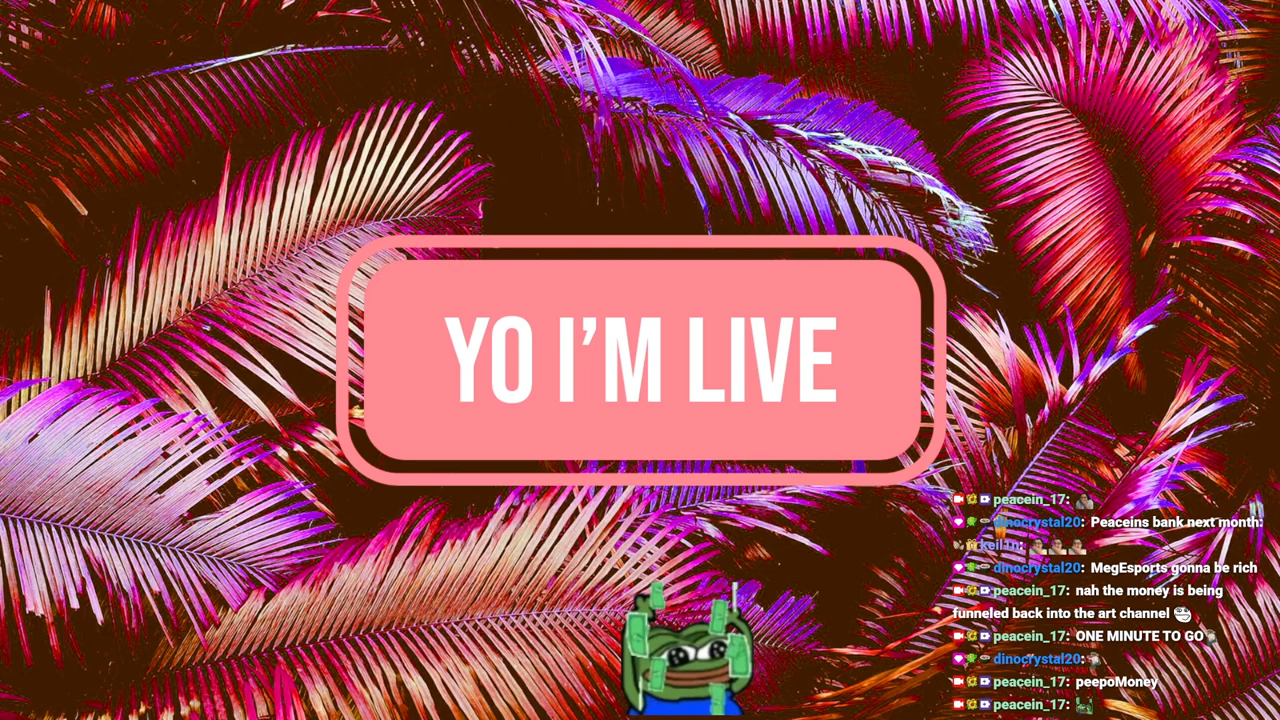 YO I’M LIVE
peacein_17:
dinocrystal20: Peaceins bank next month:
keil1n:
dinocrystal20: MegEsports gonna be rich
peacein_17: nah the money is being
funneled back into the art channel
peacein_17: ONE MINUTE TO GO
dinocrystal20:
peacein_17: peepoMoney
peacein_17: